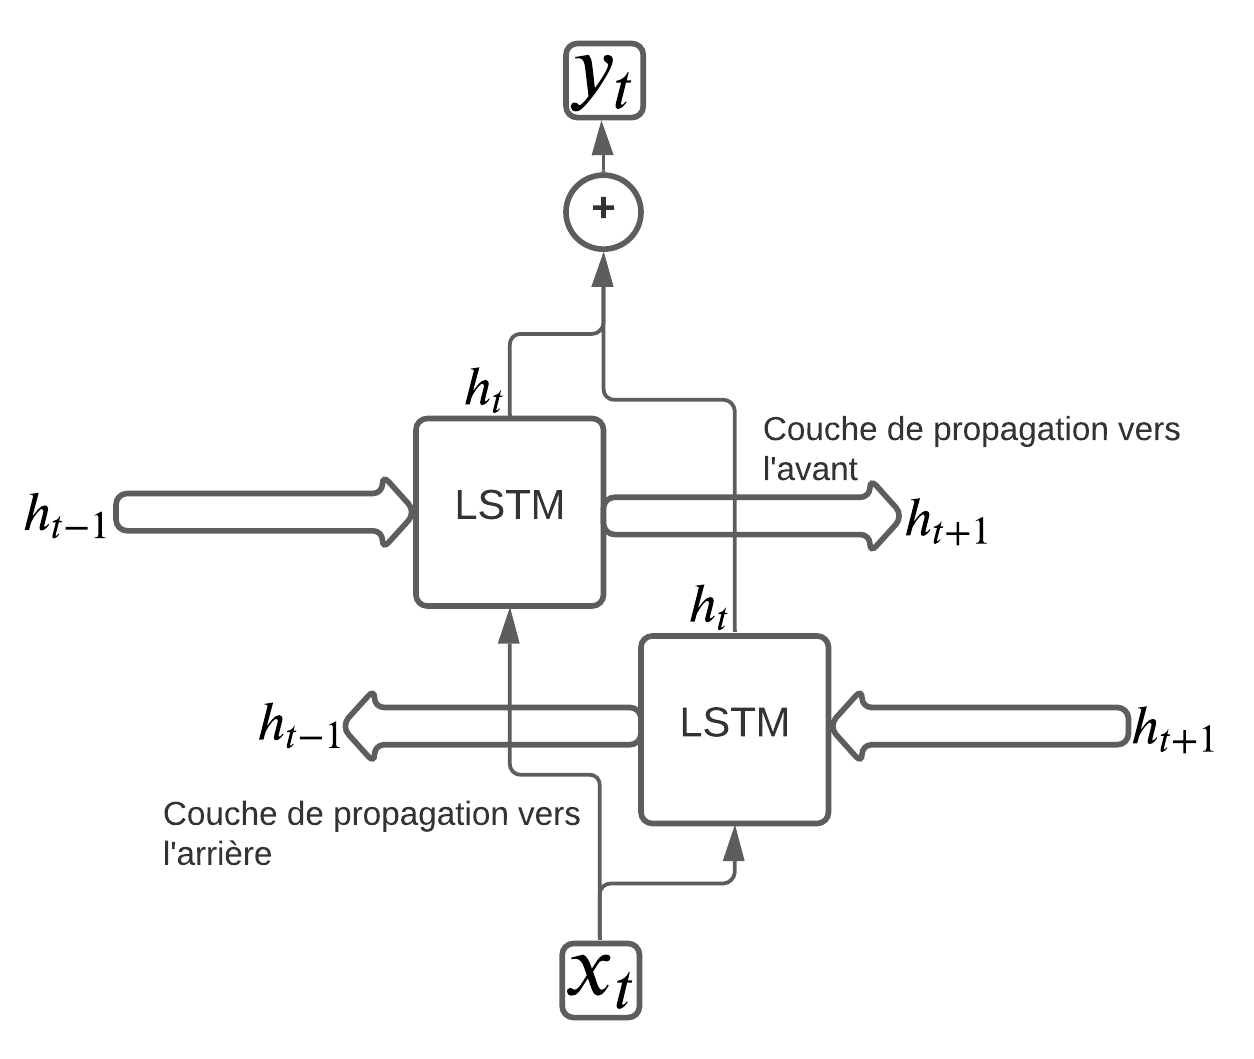 y_t
+
h_t
Couche de propagation vers
l'avant
h_{t-1}
LSTM
h_{t+1}
h_t
h_{t-1}
LSTM
h_{t+1}
Couche de propagation vers
l'arrière
x_t